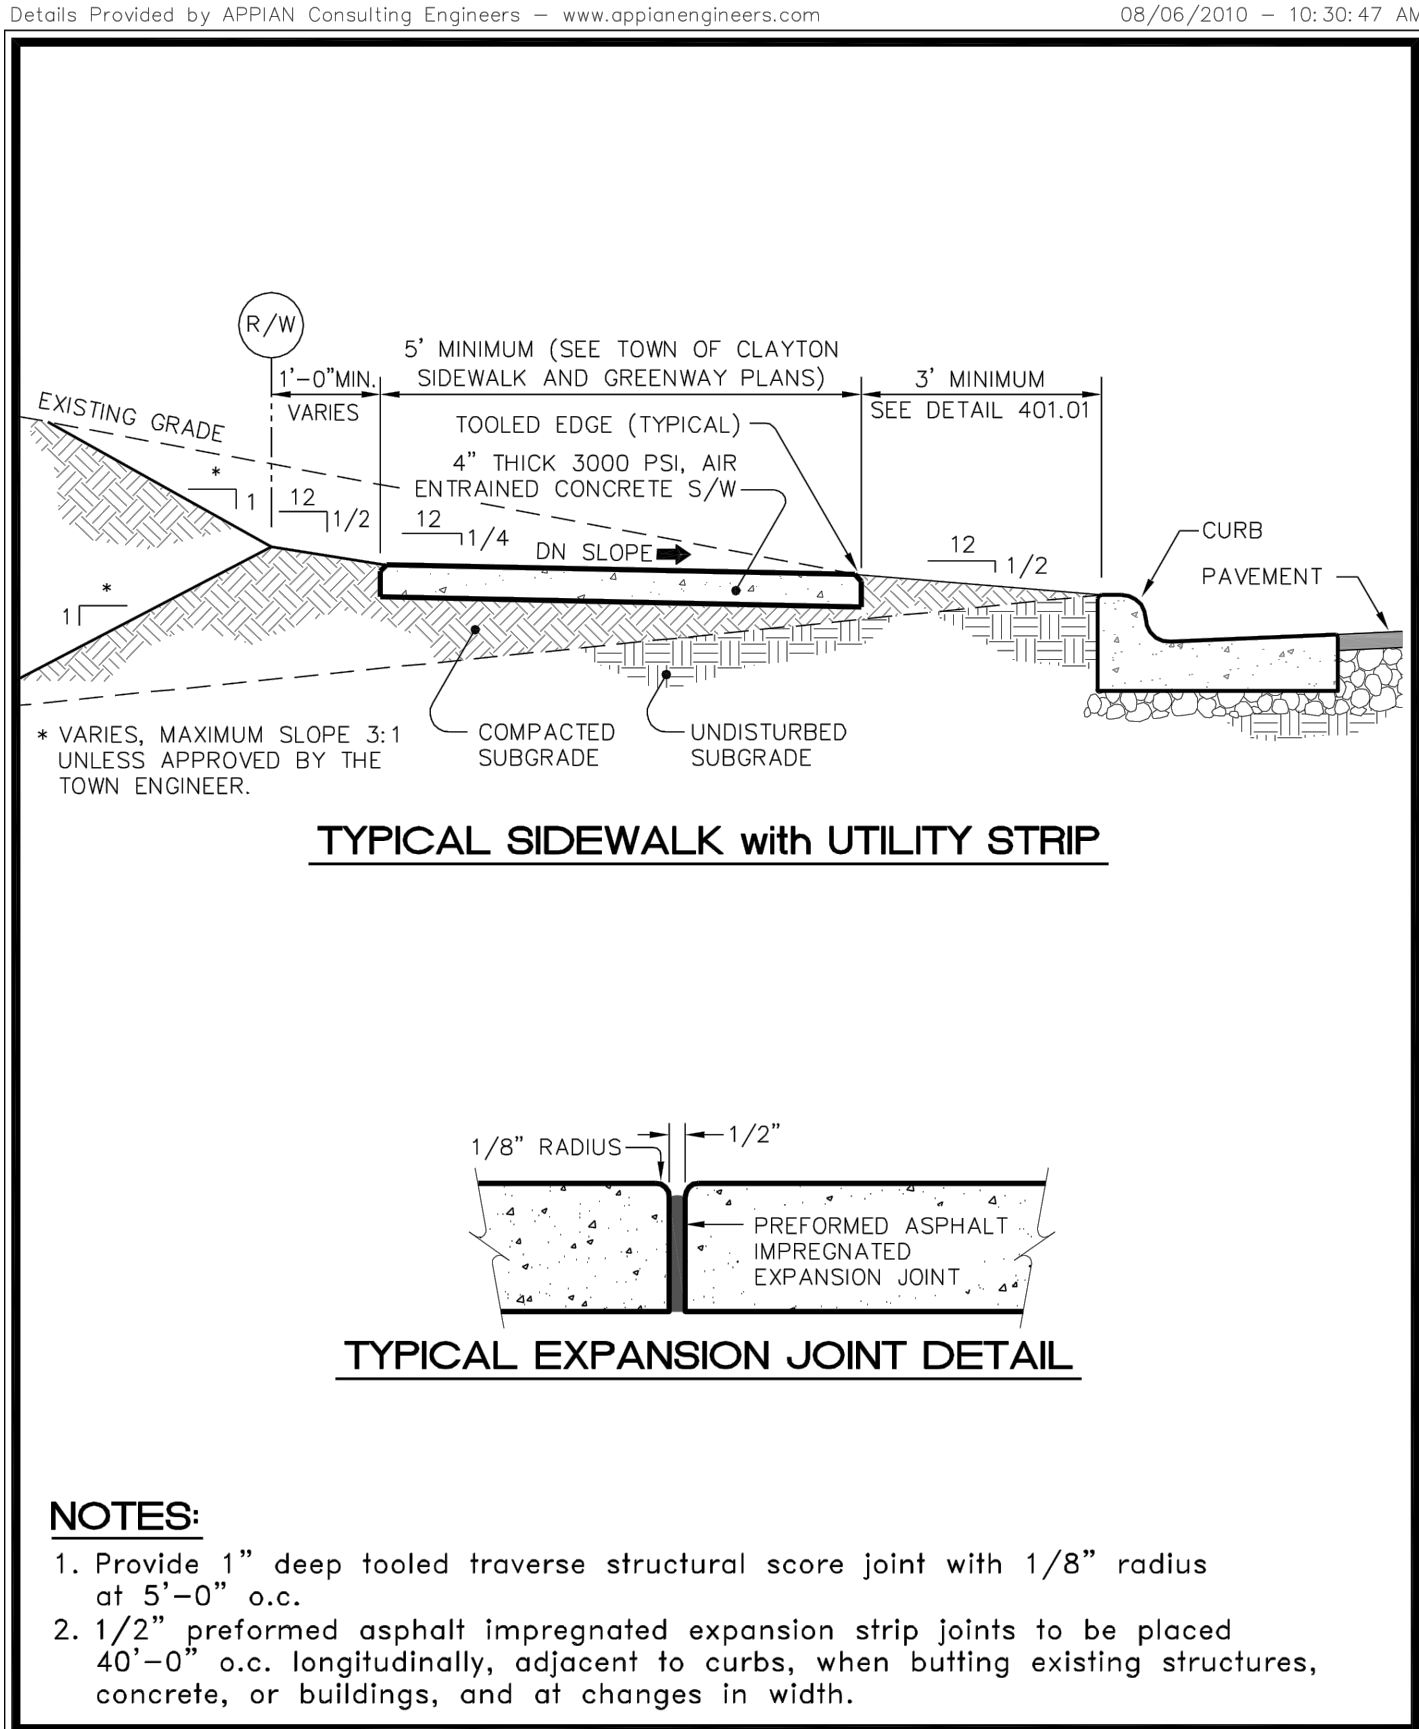 Details Provided by APPIAN Consulting Engineers – www.appianengineers.com
08/06/2010 – 10:30:47 AM
R/W
1'-0"MIN.
VARIES
5' MINIMUM (SEE TOWN OF CLAYTON
SIDEWALK AND GREENWAY PLANS)
3' MINIMUM
SEE DETAIL 401.01
EXISTING GRADE
TOOLED EDGE (TYPICAL)
4" THICK 3000 PSI, AIR
ENTRAINED CONCRETE S/W
*
1
12
1/2
12
1/4
DN SLOPE
12
1/2
CURB
PAVEMENT
*
1
COMPACTED
SUBGRADE
UNDISTURBED
SUBGRADE
* VARIES, MAXIMUM SLOPE 3:1
UNLESS APPROVED BY THE
TOWN ENGINEER.
TYPICAL SIDEWALK with UTILITY STRIP
1/8" RADIUS
1/2"
PREFORMED ASPHALT
IMPREGNATED
EXPANSION JOINT
TYPICAL EXPANSION JOINT DETAIL
NOTES:
1. Provide 1" deep tooled traverse structural score joint with 1/8" radius
at 5'-0" o.c.
2. 1/2" preformed asphalt impregnated expansion strip joints to be placed
40'-0" o.c. longitudinally, adjacent to curbs, when butting existing structures,
concrete, or buildings, and at changes in width.